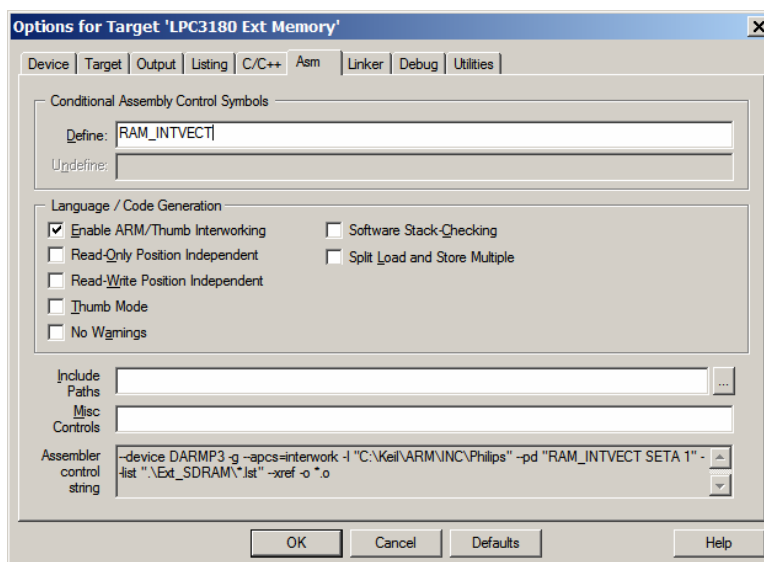 Options for Target 'LPC3180 Ext Memory'
Device Target Output Listing C/C++ Asm Linker Debug Utilities
Conditional Assembly Control Symbols
Define: RAM_INTVECT
Undefine:
Language / Code Generation
Enable ARM/Thumb Interworking
Software Stack-Checking
Read-Only Position Independent
Split Load and Store Multiple
Read-Write Position Independent
Thumb Mode
No Warnings
Include
Paths
...
Misc
Controls
Assembler
control
string
--device DARMP3 -g --apcs=interwork -I "C:\Keil\ARM\INC\Philips" --pd "RAM_INTVECT SETA 1" -
-list ".\Ext_SDRAM\*.lst" --xref -o *.o
OK Cancel Defaults Help